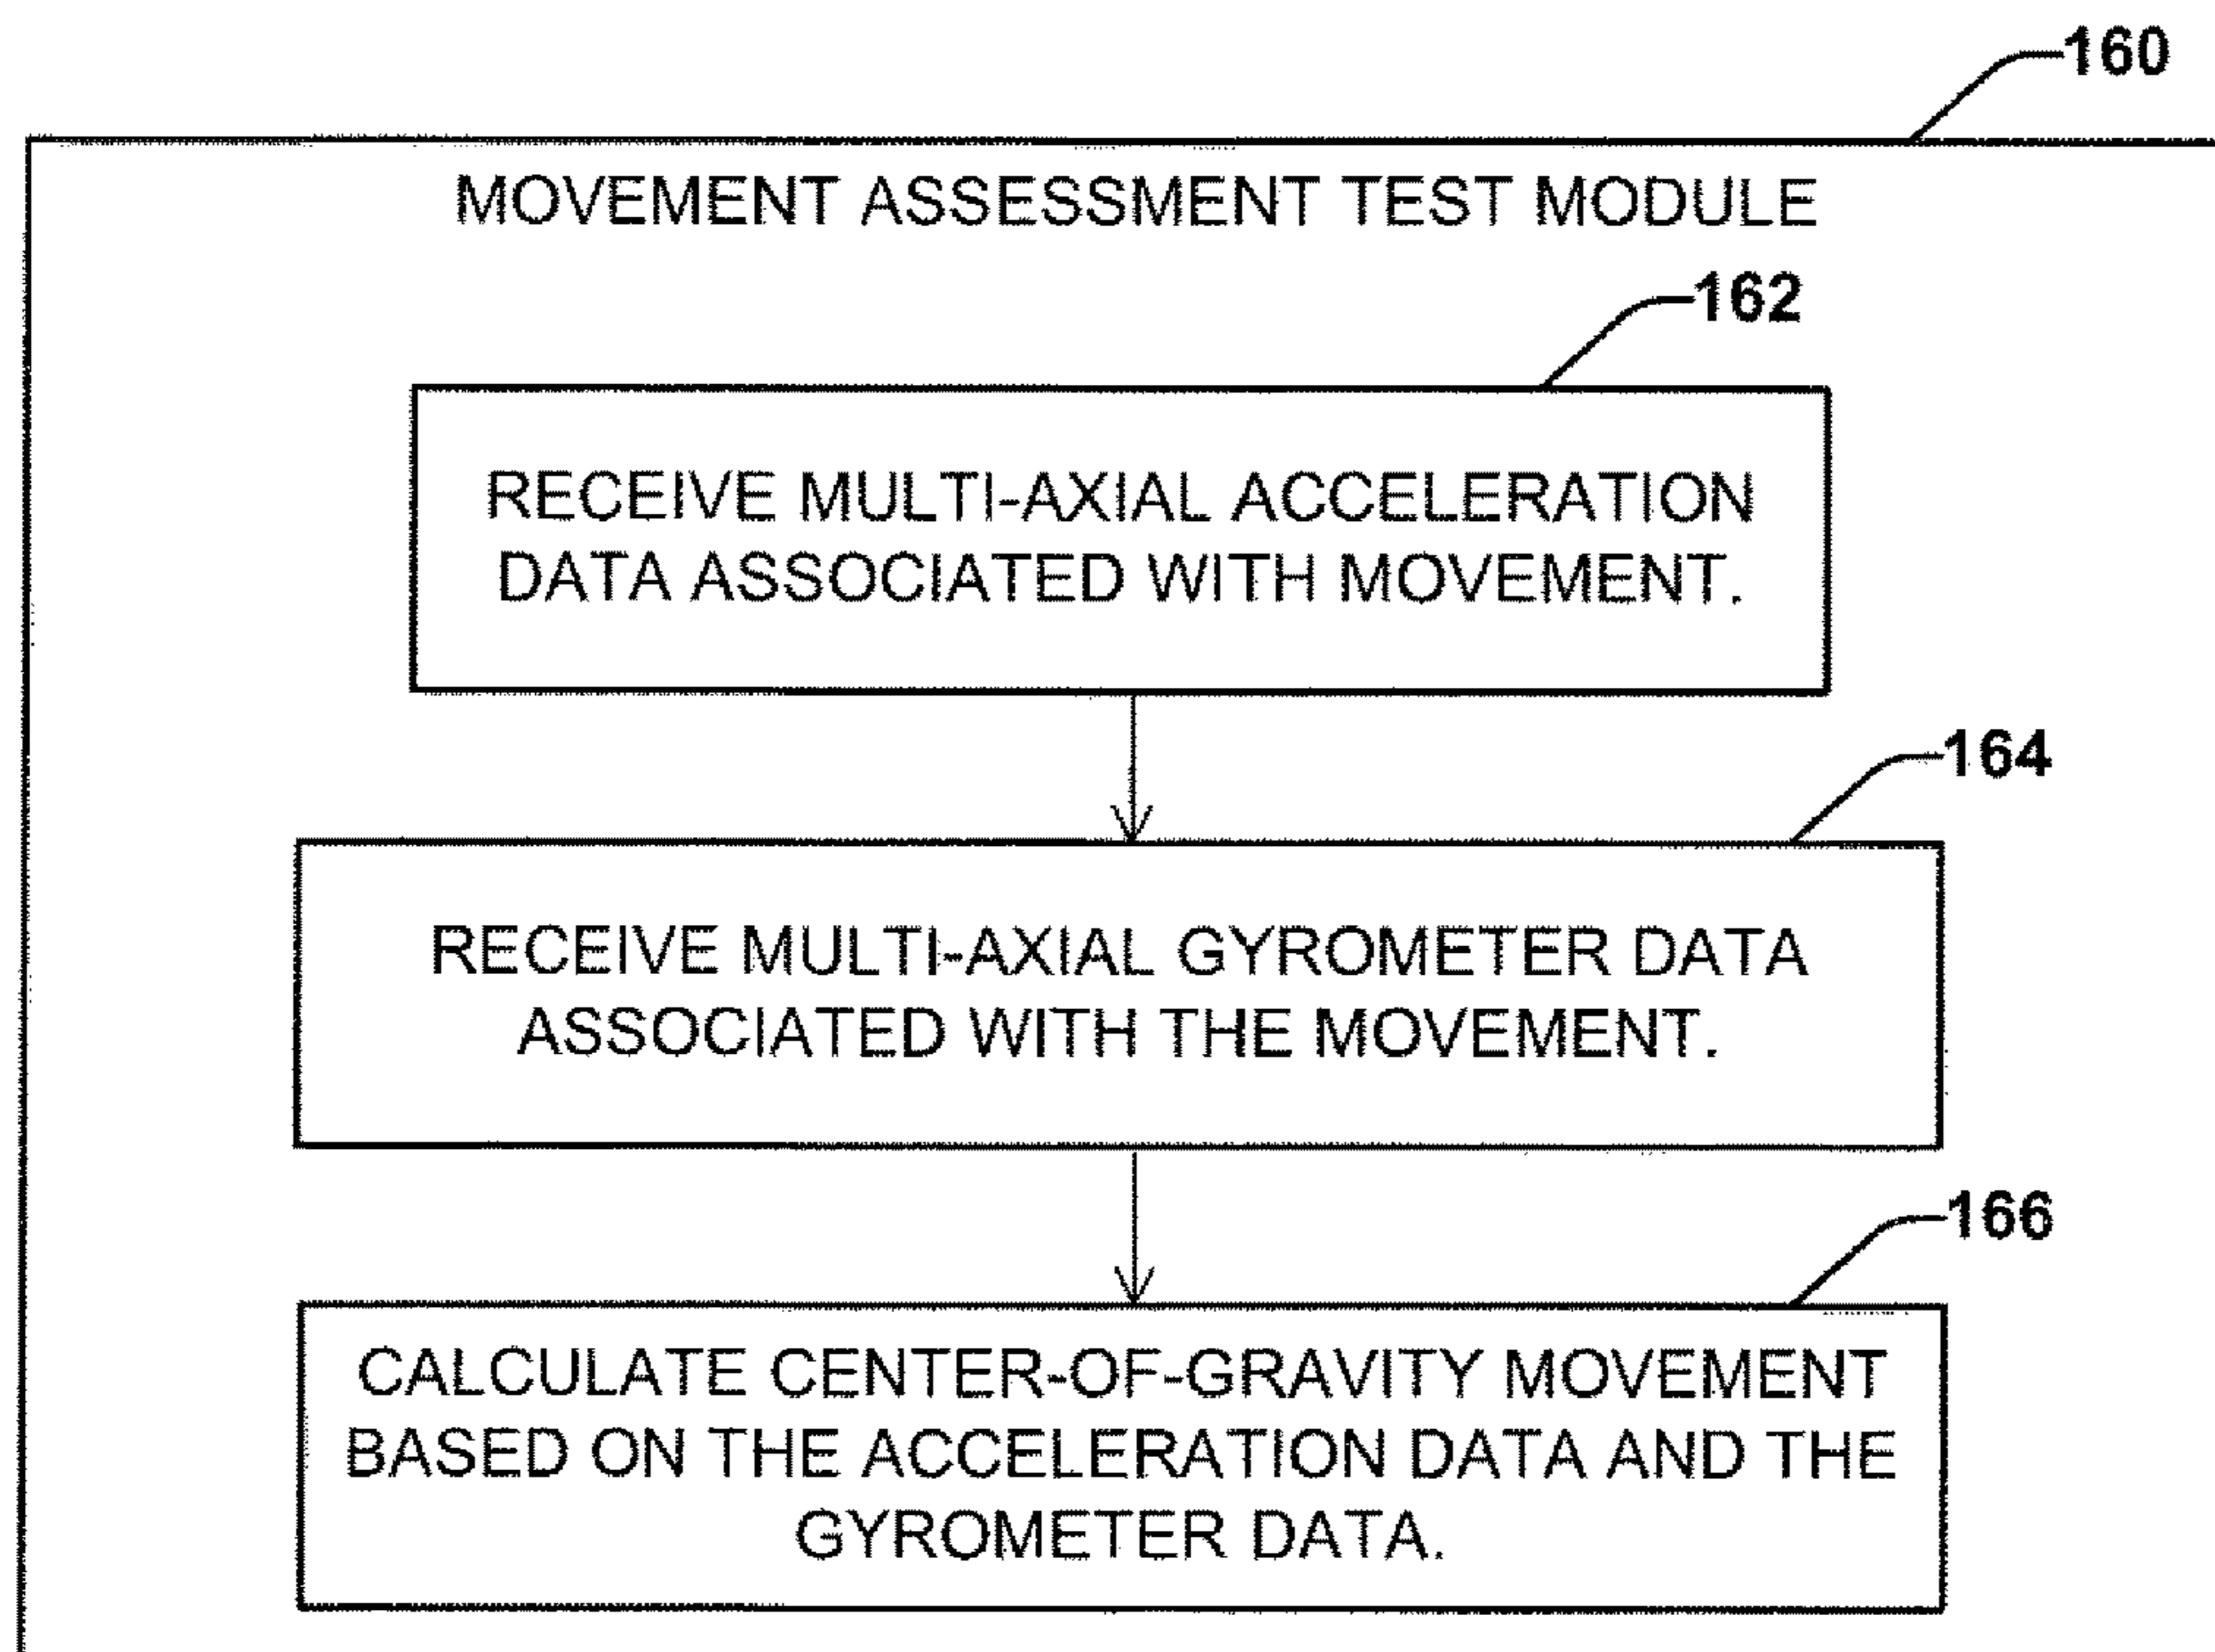 160
MOVEMENT ASSESSMENT TEST MODULE
162
RECEIVE MULTI-AXIAL ACCELERATION
DATA ASSOCIATED WITH MOVEMENT.
164
RECEIVE MULTI-AXIAL GYROMETER DATA
ASSOCIATED WITH THE MOVEMENT.
166
CALCULATE CENTER-OF-GRAVITY MOVEMENT
BASED ON THE ACCELERATION DATA AND THE
GYROMETER DATA.